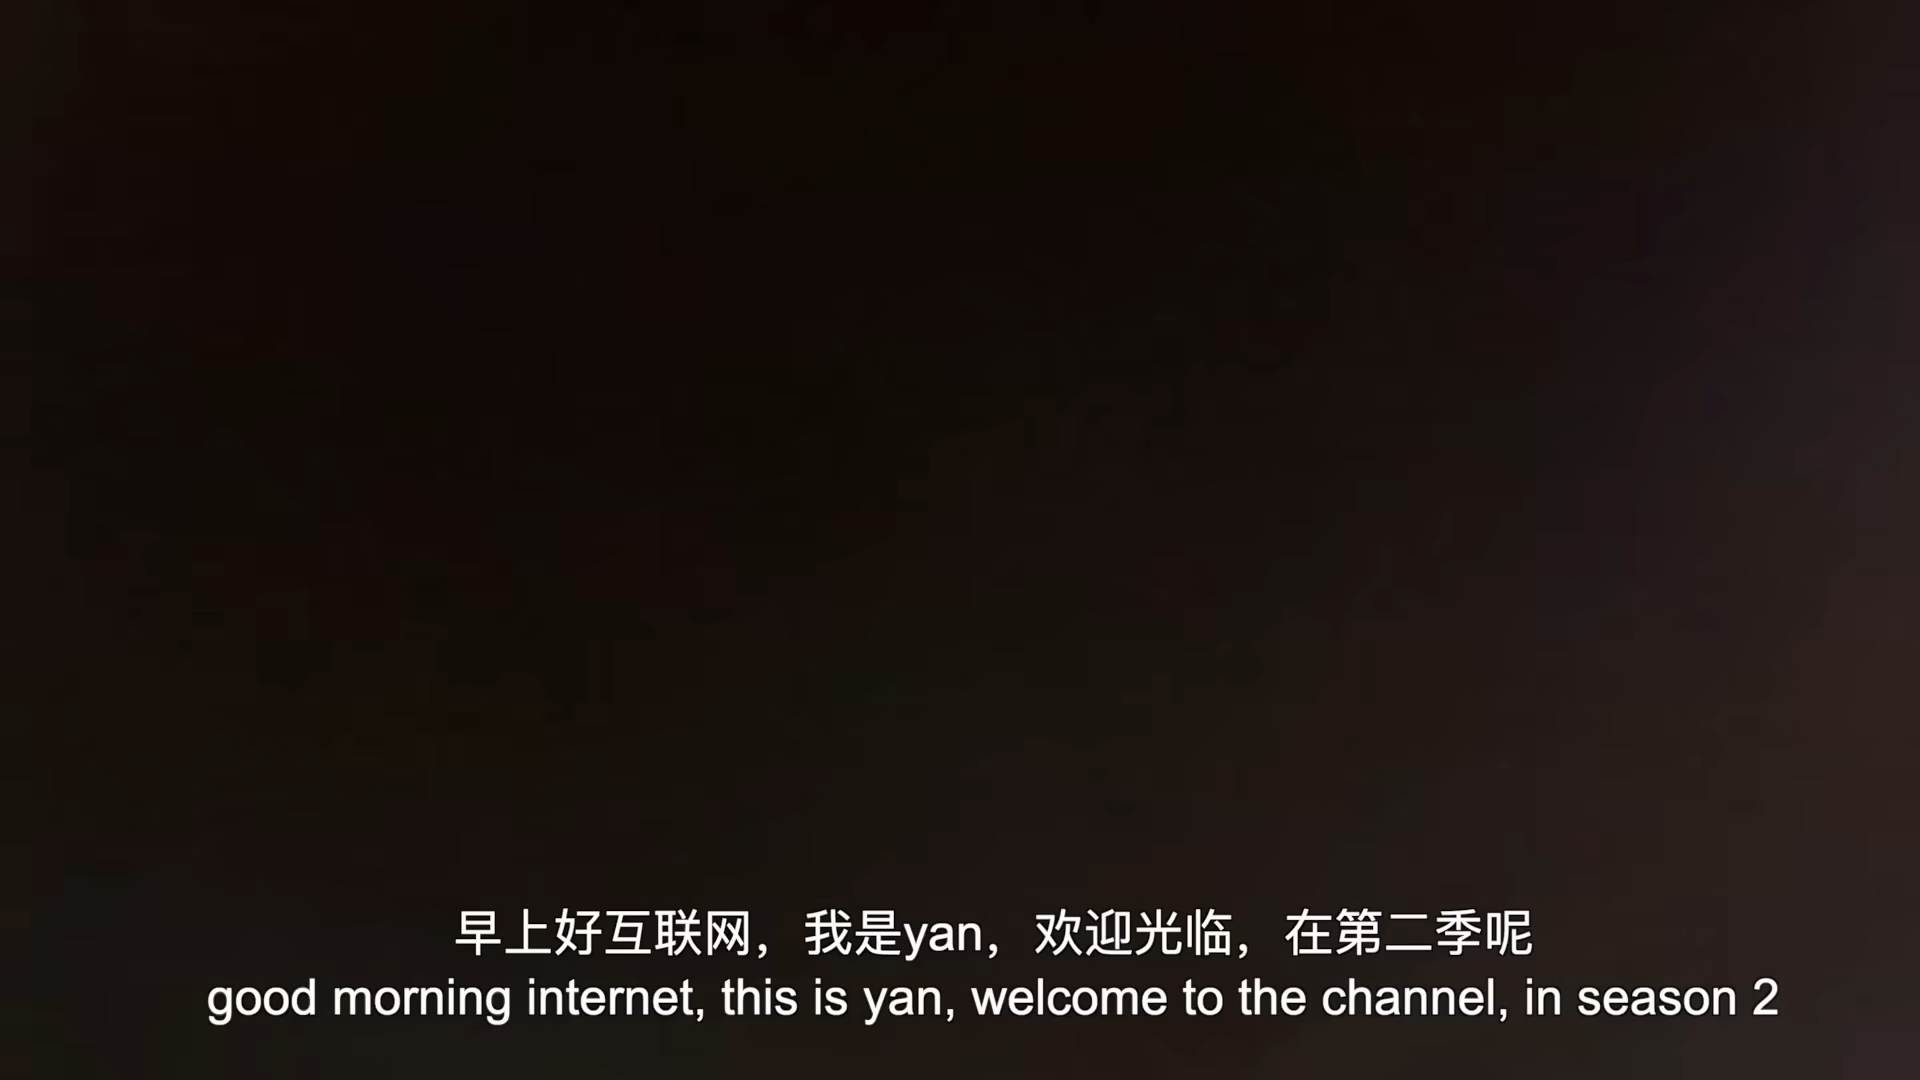 早上好互联网，我是yan，欢迎光临，在第二季呢
good morning internet, this is yan, welcome to the channel, in season 2